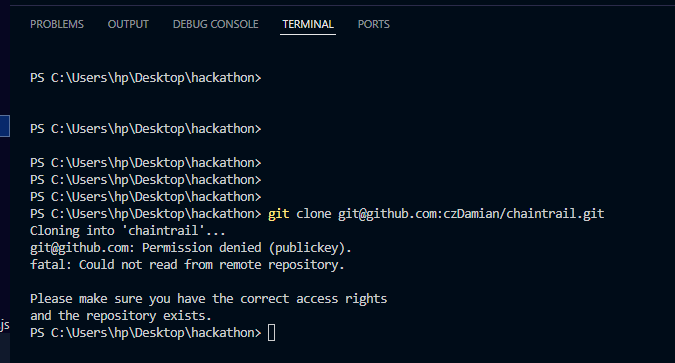 PROBLEMS OUTPUT DEBUG CONSOLE TERMINAL PORTS
PS C:\Users\hp\Desktop\hackathon>
PS C:\Users\hp\Desktop\hackathon>
PS C:\Users\hp\Desktop\hackathon>
PS C:\Users\hp\Desktop\hackathon>
PS C:\Users\hp\Desktop\hackathon>
PS C:\Users\hp\Desktop\hackathon> git clone git@github.com:czDamian/chaintrail.git
Cloning into 'chaintrail'...
git@github.com: Permission denied (publickey).
fatal: Could not read from remote repository.
Please make sure you have the correct access rights
js and the repository exists.
PS C:\Users\hp\Desktop\hackathon>